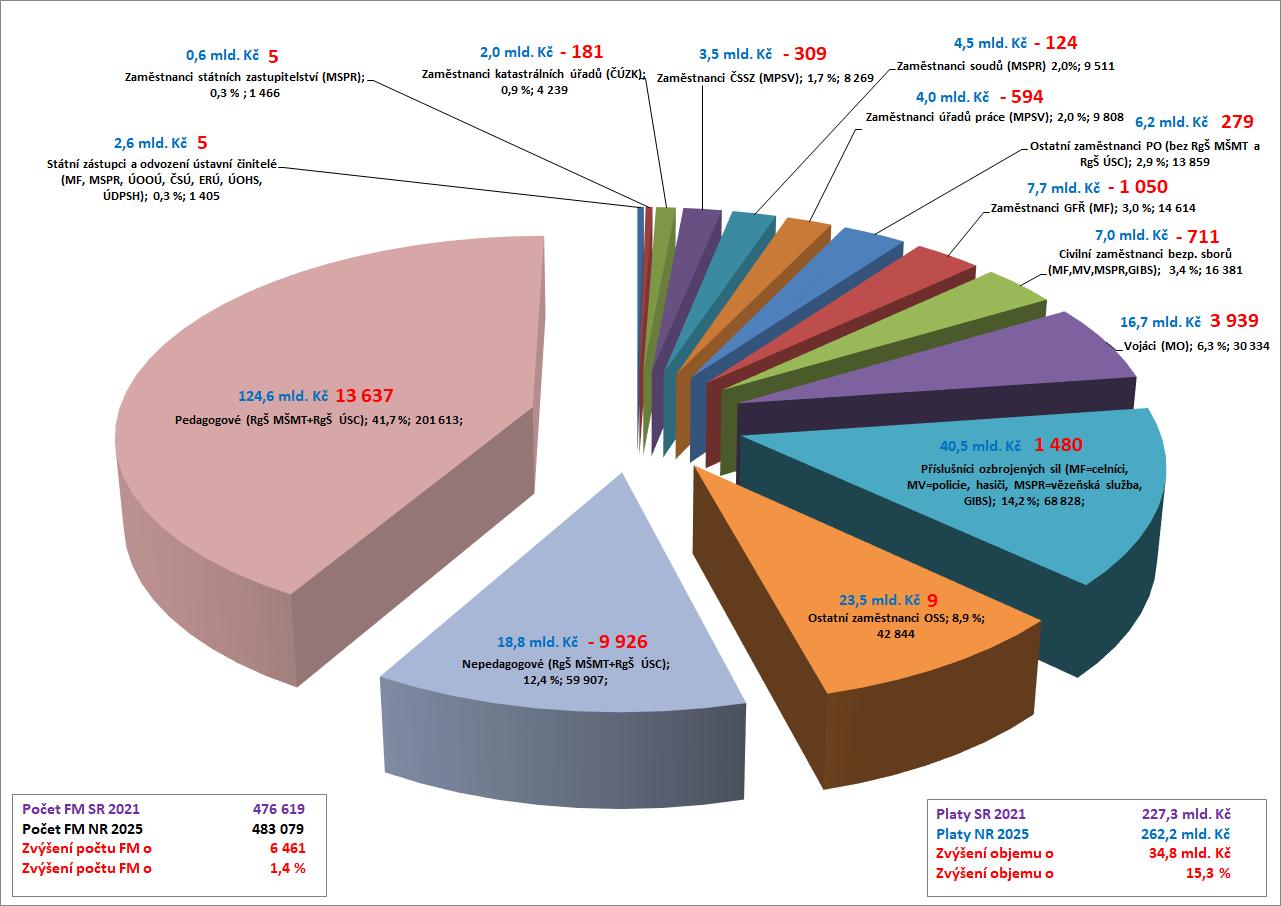 0,6 mld. Kč 5
Zaměstnanci státních zastupitelství (MSPR);
0,3 % ; 1 466
2,0 mld. Kč - 181
Zaměstnanci katastrálních úřadů (ČÚZK);
0,9 %; 4 239
3,5 mld. Kč - 309
Zaměstnanci ČSSZ (MPSV); 1,7 %; 8 269
4,5 mld. Kč - 124
Zaměstnanci soudů (MSPR) 2,0%; 9 511
4,0 mld. Kč - 594
Zaměstnanci úřadů práce (MPSV); 2,0 %; 9 808
6,2 mld. Kč 279
Ostatní zaměstnanci PO (bez RgŠ MŠMT a
RgŠ ÚSC); 2,9 %; 13 859
2,6 mld. Kč 5
Státní zástupci a odvození ústavní činitelé
(MF, MSPR, ÚOOÚ, ČSÚ, ERÚ, ÚOHS,
ÚDPSH); 0,3 %; 1 405
7,7 mld. Kč - 1 050
Zaměstnanci GFŘ (MF); 3,0 %; 14 614
7,0 mld. Kč - 711
Civilní zaměstnanci bezp. sborů
(MF,MV,MSPR,GIBS); 3,4 %; 16 381
16,7 mld. Kč 3 939
Vojáci (MO); 6,3 %; 30 334
124,6 mld. Kč 13 637
Pedagogové (RgŠ MŠMT+RgŠ ÚSC); 41,7 %; 201 613;
40,5 mld. Kč 1 480
Příslušníci ozbrojených sil (MF=celníci,
MV=policie, hasiči, MSPR=vězeňská služba,
GIBS); 14,2 %; 68 828;
23,5 mld. Kč 9
Ostatní zaměstnanci OSS; 8,9 %;
42 844
18,8 mld. Kč - 9 926
Nepedagogové (RgŠ MŠMT+RgŠ ÚSC);
12,4 %; 59 907;
Počet FM SR 2021 476 619
Počet FM NR 2025 483 079
Zvýšení počtu FM o 6 461
Zvýšení počtu FM o 1,4 %
Platy SR 2021 227,3 mld. Kč
Platy NR 2025 262,2 mld. Kč
Zvýšení objemu o 34,8 mld. Kč
Zvýšení objemu o 15,3 %